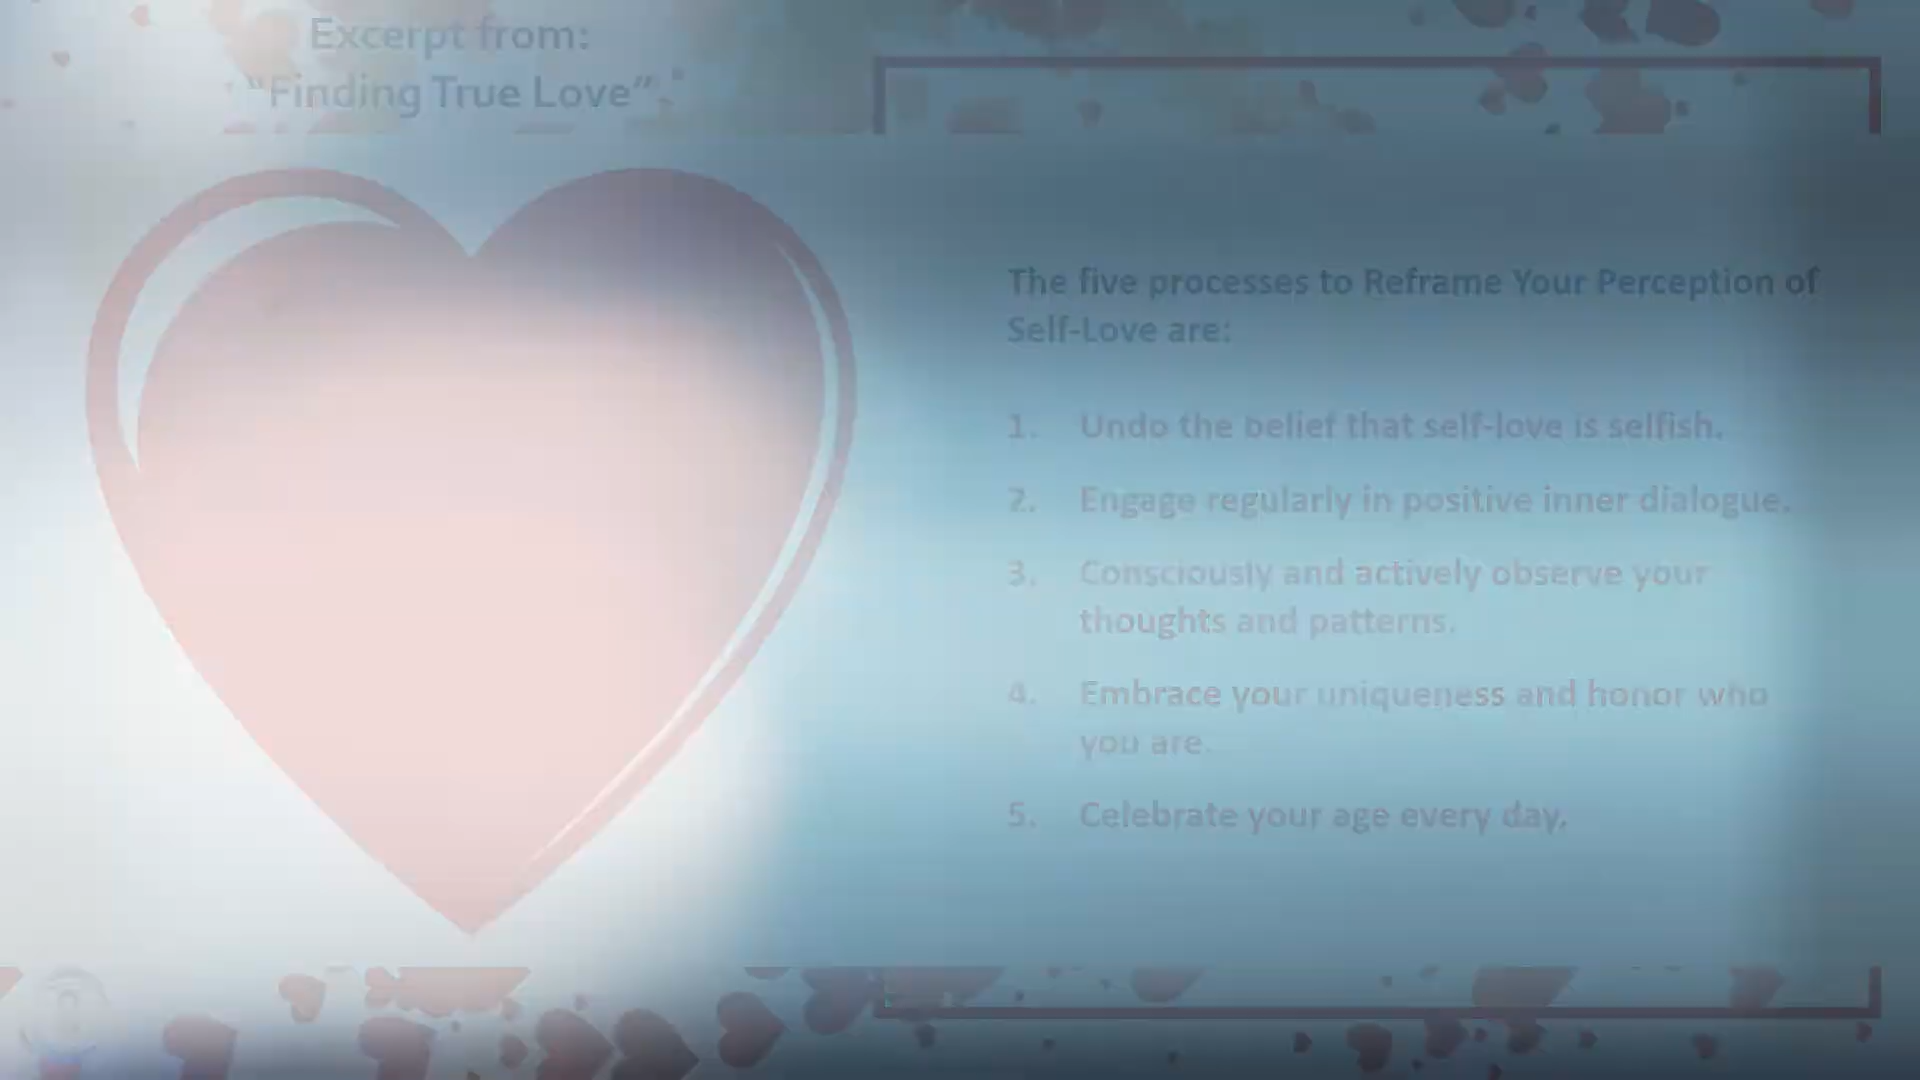 Excerpt from:
“Finding True Love”
The five processes to Reframe Your Perception of
Self-Love are:
1. Undo the belief that self-love is selfish.
2. Engage regularly in positive inner dialogue.
3. Consciously and actively observe your
thoughts and patterns.
4. Embrace your uniqueness and honor who
you are.
5. Celebrate your age every day.